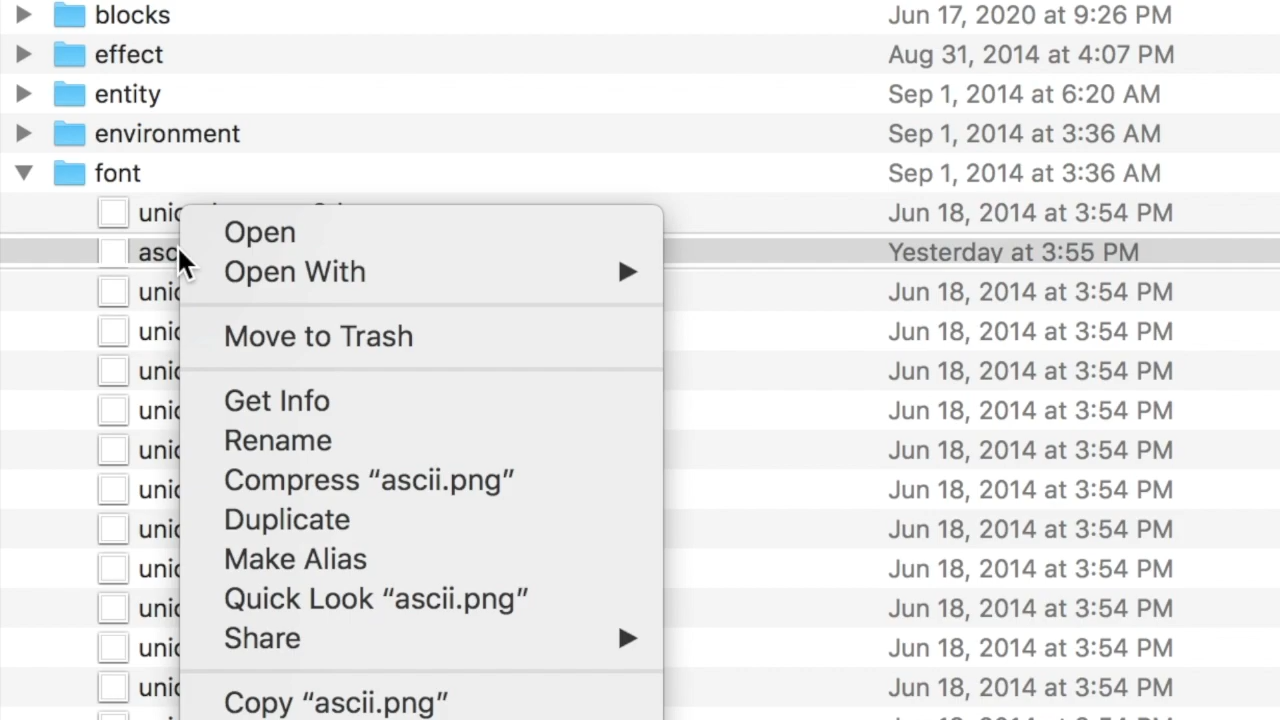 blocks Jun 17, 2020 at 9:26 PM
effect Aug 31, 2014 at 4:07 PM
entity Sep 1, 2014 at 6:20 AM
environment Sep 1, 2014 at 3:36 AM
font Sep 1, 2014 at 3:36 AM
Jun 18, 2014 at 3:54 PM
Open
Yesterday at 3:55 PM
Open With
Jun 18, 2014 at 3:54 PM
Move to Trash Jun 18, 2014 at 3:54 PM
Jun 18, 2014 at 3:54 PM
Get Info Jun 18, 2014 at 3:54 PM
Rename Jun 18, 2014 at 3:54 PM
Compress “ascii.png” Jun 18, 2014 at 3:54 PM
Duplicate Jun 18, 2014 at 3:54 PM
Make Alias Jun 18, 2014 at 3:54 PM
Quick Look “ascii.png” Jun 18, 2014 at 3:54 PM
Share Jun 18, 2014 at 3:54 PM
Jun 18, 2014 at 3:54 PM
Copy “ascii.png”